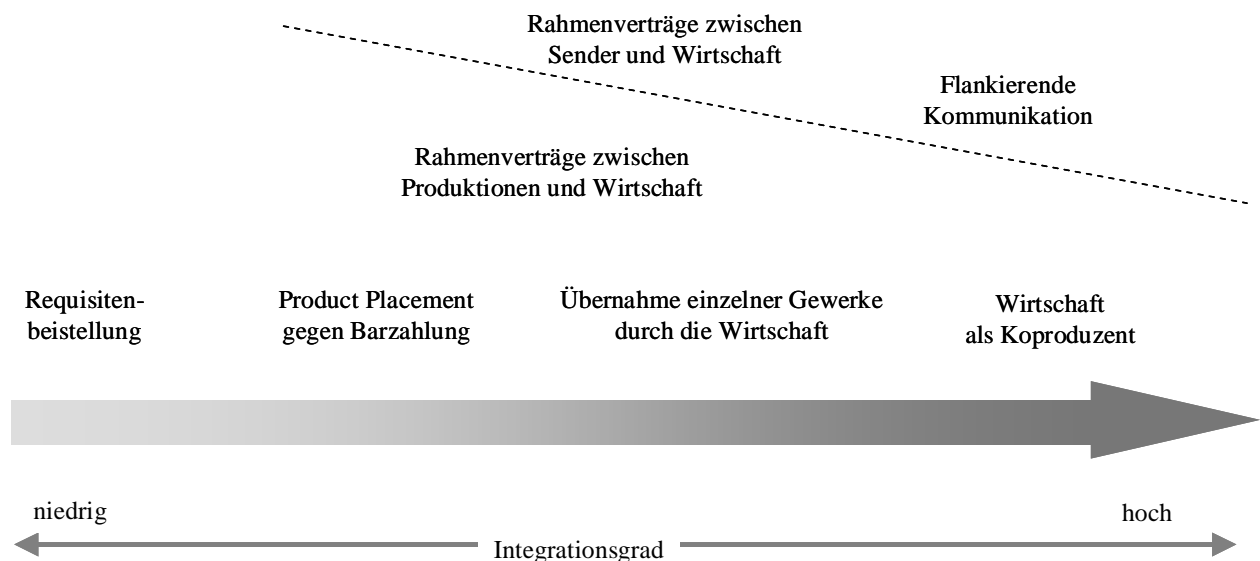 Rahmenverträge zwischen
Sender und Wirtschaft
Flankierende
Kommunikation
Rahmenverträge zwischen
Produktionen und Wirtschaft
Requisiten-
beistellung
Product Placement
gegen Barzahlung
Übernahme einzelner Gewerke
durch die Wirtschaft
Wirtschaft
als Koproduzent
niedrig
hoch
Integrationsgrad